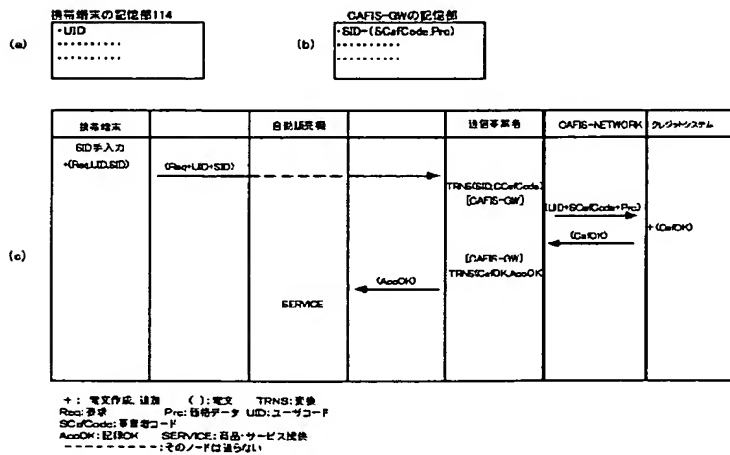 携帯端末の記憶部114
(a)
・UID
・・・・・・・・・・
・・・・・・・・・・
CAFIS-GWの記憶部
(b)
・SID-(SCafCode,Prc)
・・・・・・・・・・
・・・・・・・・・・
(c)
携帯端末
自動販売機
通信事業者
CAFIS-NETWORK
クレジットシステム
SID手入力
+(Req,UID,SID)
(Req+UID+SID)
TRNS(SID,CCafCode)
[CAFIS-GW]
(UID+SCafCode+Prc)
+(CafOK)
(CafOK)
[CAFIS-GW]
TRNS(CafOK,AccOK)
(AccOK)
SERVICE
+: 電文作成、追加 ( ):電文 TRNS:変換
Req:要求 Prc:価格データ UID:ユーザコード
SCafCode:事業者コード
AccOK:記録OK SERVICE:商品・サービス提供
----------:そのノードは通らない